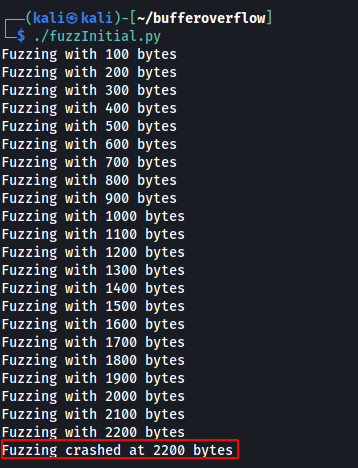 (kali㉿kali)-[~/bufferoverflow]
$ ./fuzzInitial.py
Fuzzing with 100 bytes
Fuzzing with 200 bytes
Fuzzing with 300 bytes
Fuzzing with 400 bytes
Fuzzing with 500 bytes
Fuzzing with 600 bytes
Fuzzing with 700 bytes
Fuzzing with 800 bytes
Fuzzing with 900 bytes
Fuzzing with 1000 bytes
Fuzzing with 1100 bytes
Fuzzing with 1200 bytes
Fuzzing with 1300 bytes
Fuzzing with 1400 bytes
Fuzzing with 1500 bytes
Fuzzing with 1600 bytes
Fuzzing with 1700 bytes
Fuzzing with 1800 bytes
Fuzzing with 1900 bytes
Fuzzing with 2000 bytes
Fuzzing with 2100 bytes
Fuzzing with 2200 bytes
Fuzzing crashed at 2200 bytes